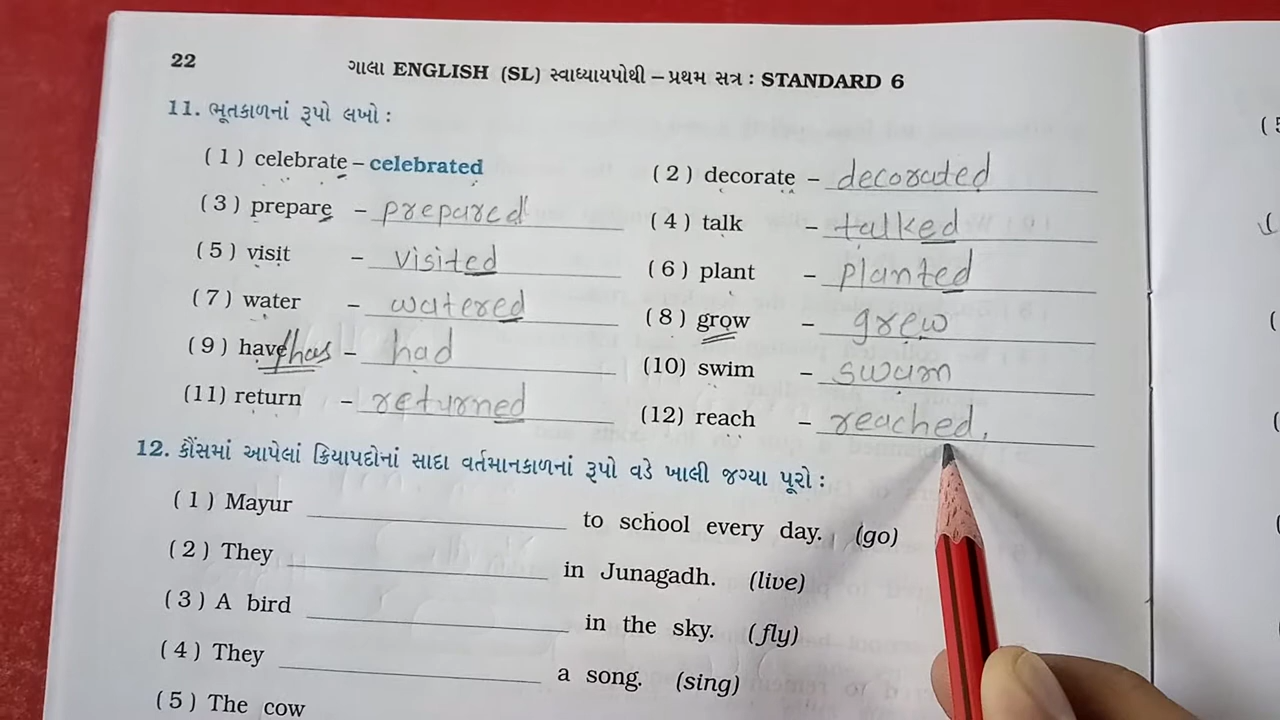 22
ગાલા ENGLISH (SL) સ્વાધ્યાયપોથી – પ્રથમ સત્ર : STANDARD 6
11. ભૂતકાળનાં રૂપો લખો :
(1) celebrate – celebrated (2) decorate – decorated
(3) prepare – prepared (4) talk – talked
(5) visit – visited (6) plant – planted
(7) water – watered (8) grow – grew
(9) have/has – had (10) swim – swam
(11) return – returned (12) reach – reached.
12. કૌંસમાં આપેલાં ક્રિયાપદોનાં સાદા વર્તમાનકાળનાં રૂપો વડે ખાલી જગ્યા પૂરો :
(1) Mayur ____ to school every day. (go)
(2) They ____ in Junagadh. (live)
(3) A bird ____ in the sky. (fly)
(4) They ____ a song. (sing)
(5) The cow